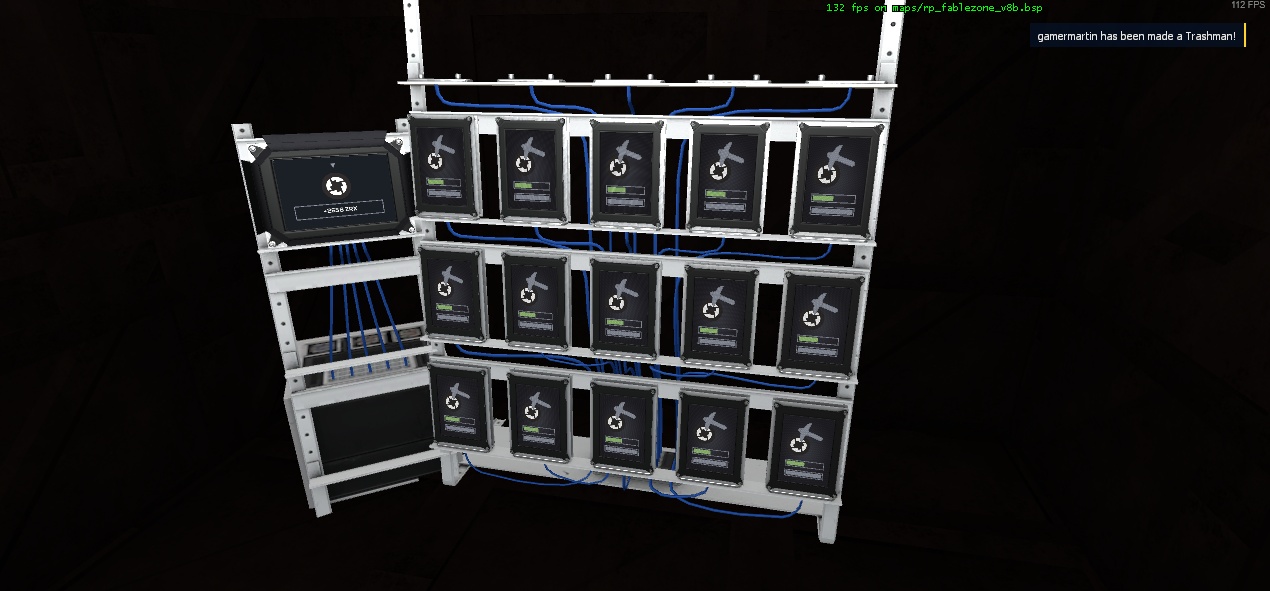 132 fps on maps/rp_fablezone_v8b.bsp
112 FPS
gamermartin has been made a Trashman!